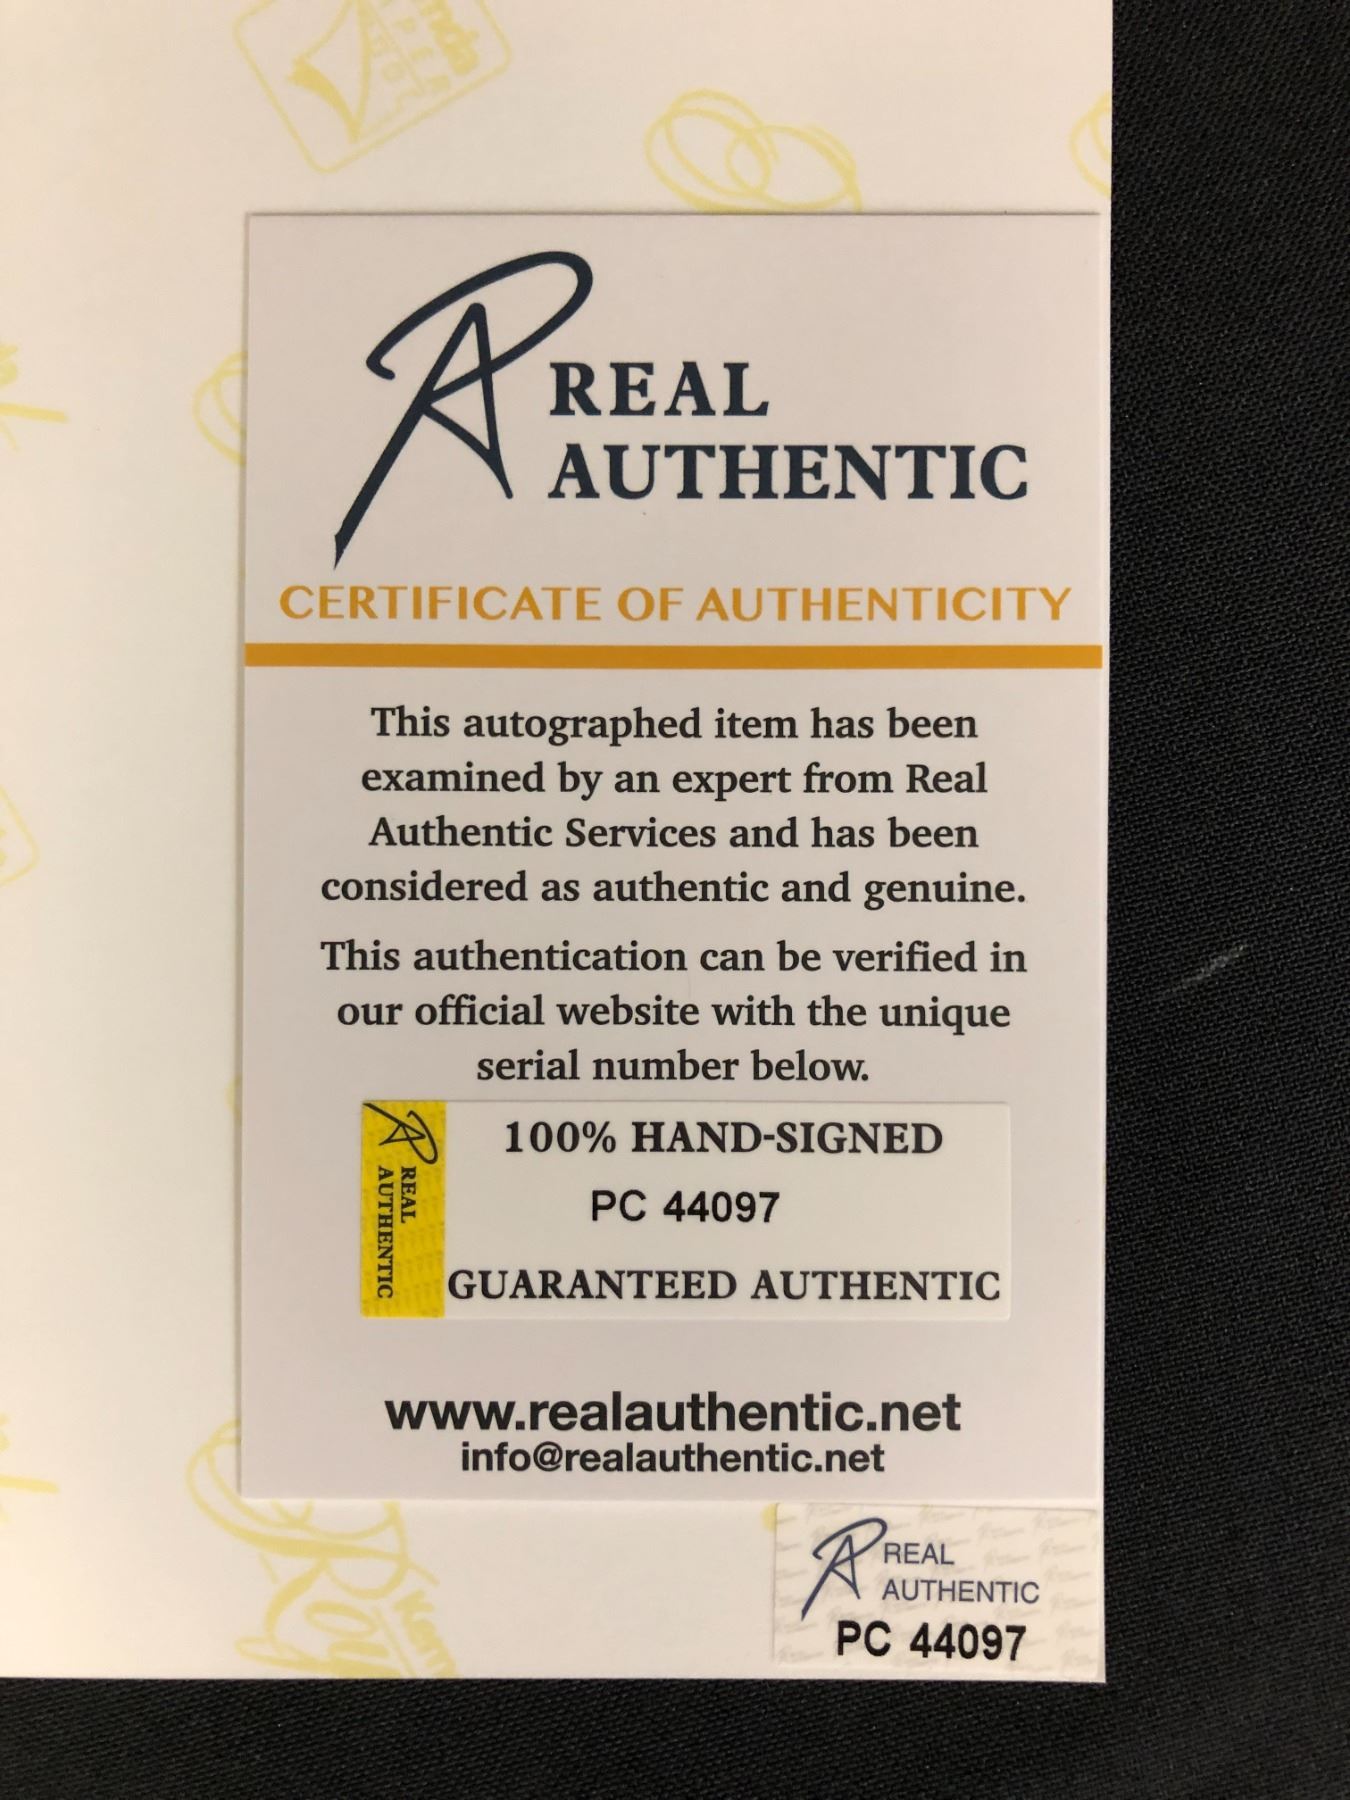 REAL
AUTHENTIC
CERTIFICATE OF AUTHENTICITY
This autographed item has been
examined by an expert from Real
Authentic Services and has been
considered as authentic and genuine.
This authentication can be verified in
our official website with the unique
serial number below.
REAL
AUTHENTIC
100% HAND-SIGNED
PC 44097
GUARANTEED AUTHENTIC
www.realauthentic.net
info@realauthentic.net
REAL
AUTHENTIC
PC 44097